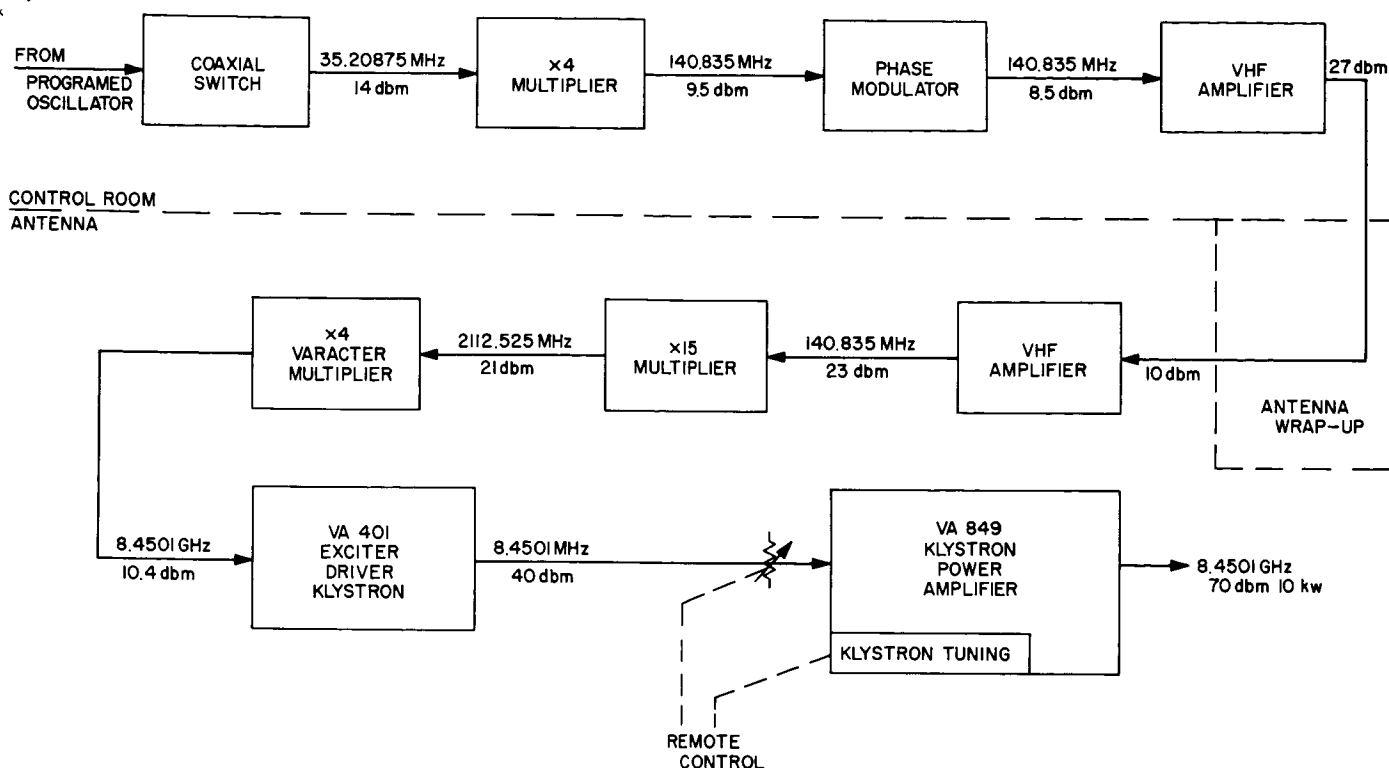 FROM
PROGRAMED
OSCILLATOR
COAXIAL
SWITCH
35.20875 MHz
14 dbm
×4
MULTIPLIER
140.835 MHz
9.5 dbm
PHASE
MODULATOR
140.835 MHz
8.5 dbm
VHF
AMPLIFIER
27 dbm
CONTROL ROOM
ANTENNA
×4
VARACTER
MULTIPLIER
2112.525 MHz
21 dbm
×15
MULTIPLIER
140.835 MHz
23 dbm
VHF
AMPLIFIER
10 dbm
ANTENNA
WRAP-UP
8.4501 GHz
10.4 dbm
VA 401
EXCITER
DRIVER
KLYSTRON
8.4501 MHz
40 dbm
VA 849
KLYSTRON
POWER
AMPLIFIER
KLYSTRON TUNING
8.4501 GHz
70 dbm 10 kw
REMOTE
CONTROL